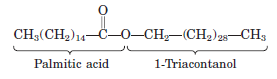 O
CH₃(CH₂)₁₄—C—O—CH₂—(CH₂)₂₈—CH₃
Palmitic acid 1-Triacontanol